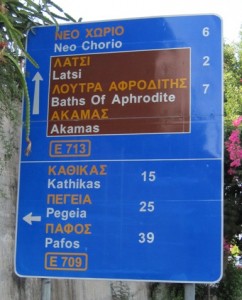 ΝΕΟ ΧΩΡΙΟ 6
Neo Chorio
ΛΑΤΣΙ 2
Latsi
ΛΟΥΤΡΑ ΑΦΡΟΔΙΤΗΣ 7
Baths Of Aphrodite
ΑΚΑΜΑΣ
Akamas
E 713
ΚΑΘΙΚΑΣ
Kathikas 15
ΠΕΓΕΙΑ
Pegeia 25
ΠΑΦΟΣ
Pafos 39
E 709